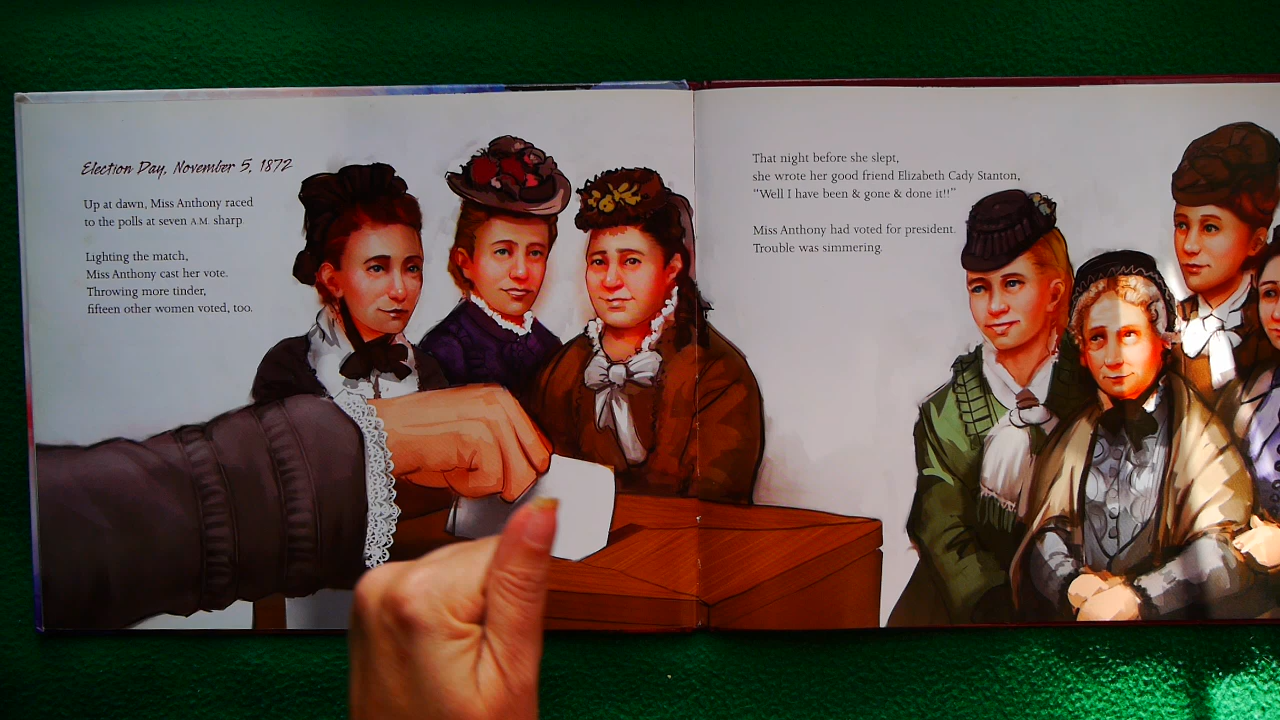 Election Day, November 5, 1872
Up at dawn, Miss Anthony raced
to the polls at seven A.M. sharp
Lighting the match,
Miss Anthony cast her vote.
Throwing more tinder,
fifteen other women voted, too.
That night before she slept,
she wrote her good friend Elizabeth Cady Stanton,
"Well I have been & gone & done it!!"
Miss Anthony had voted for president.
Trouble was simmering.